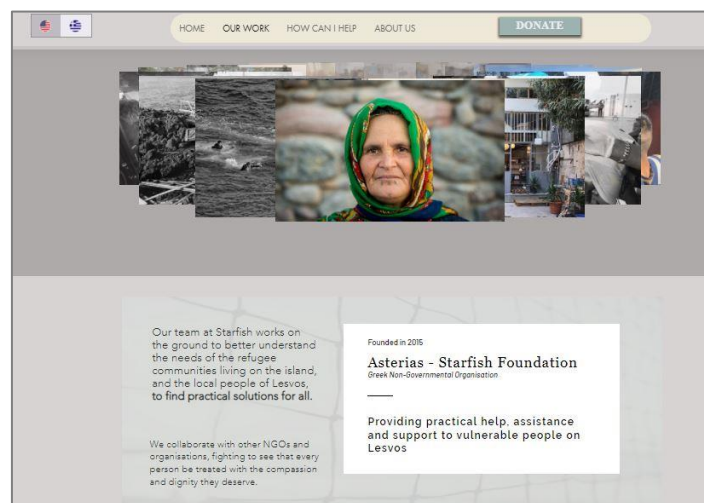 HOME OUR WORK HOW CAN I HELP ABOUT US DONATE
Our team at Starfish works on
the ground to better understand
the needs of the refugee
communities living on the island,
and the local people of Lesvos,
to find practical solutions for all.
We collaborate with other NGOs and
organisations, fighting to see that every
person be treated with the compassion
and dignity they deserve.
Founded in 2015
Asterias - Starfish Foundation
Greek Non-Governmental Organisation
Providing practical help, assistance
and support to vulnerable people on
Lesvos